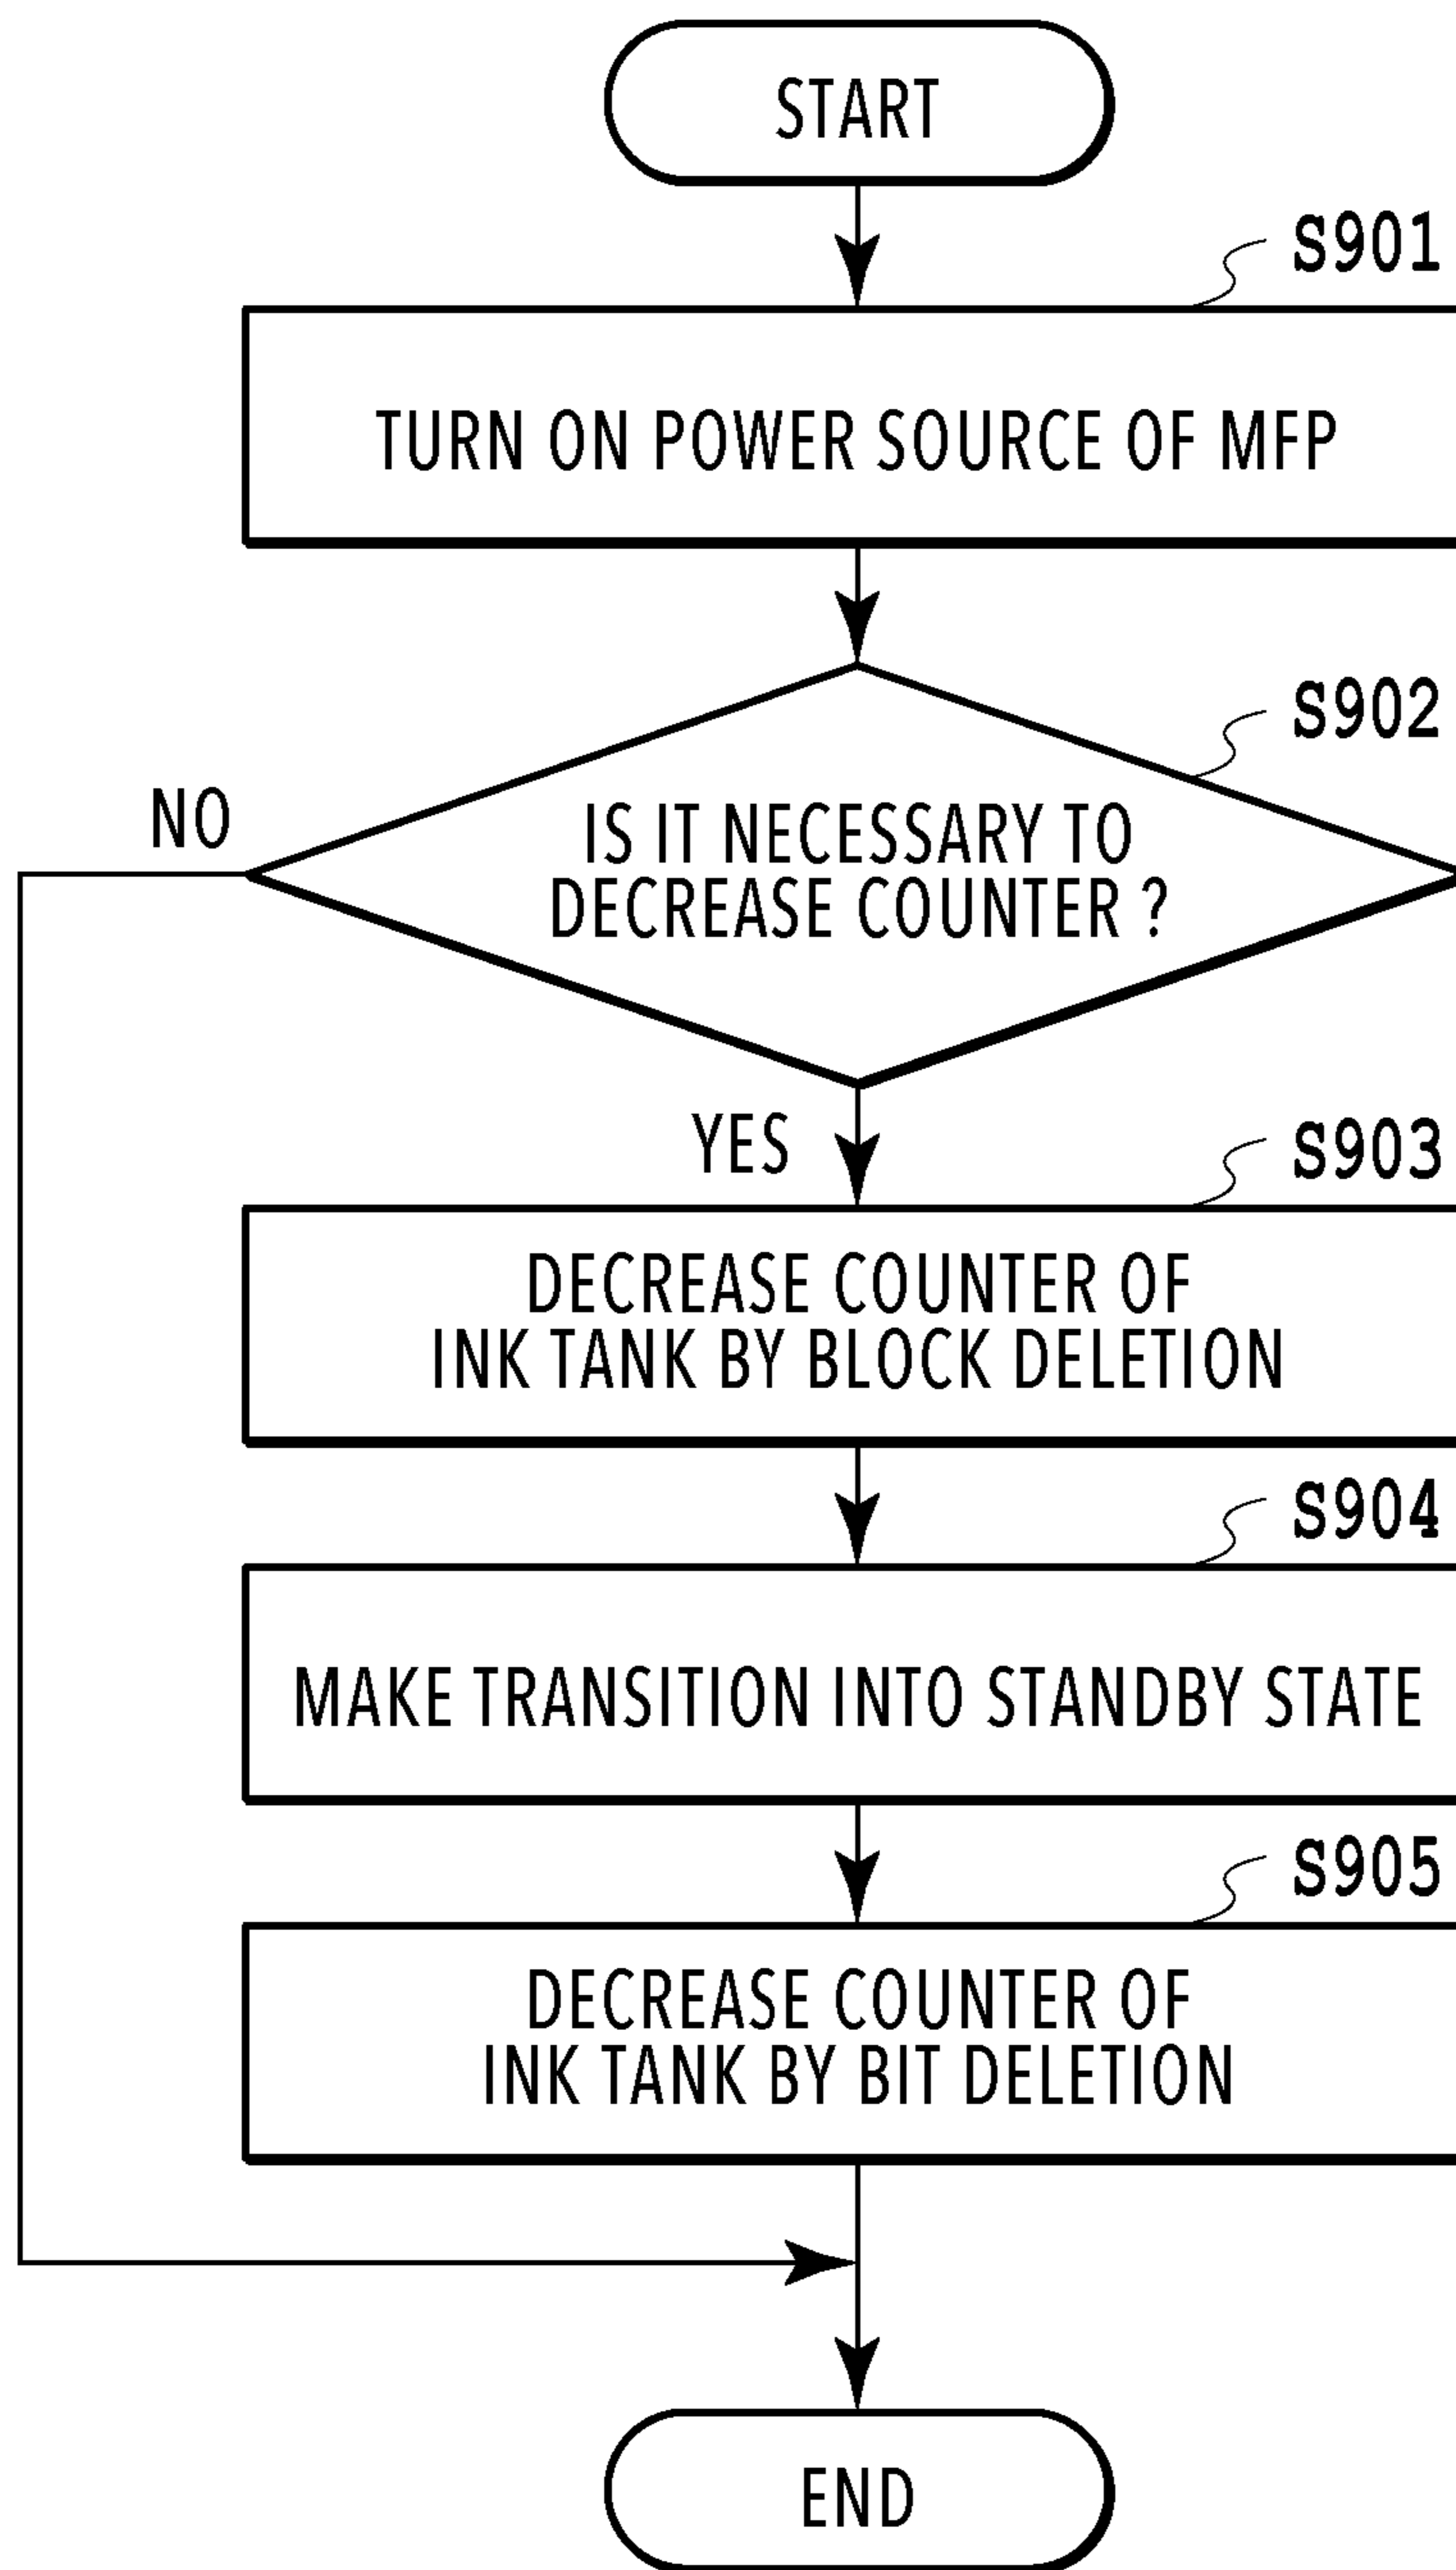 START
S901
TURN ON POWER SOURCE OF MFP
S902
NO
IS IT NECESSARY TO
DECREASE COUNTER ?
YES
S903
DECREASE COUNTER OF
INK TANK BY BLOCK DELETION
S904
MAKE TRANSITION INTO STANDBY STATE
S905
DECREASE COUNTER OF
INK TANK BY BIT DELETION
END